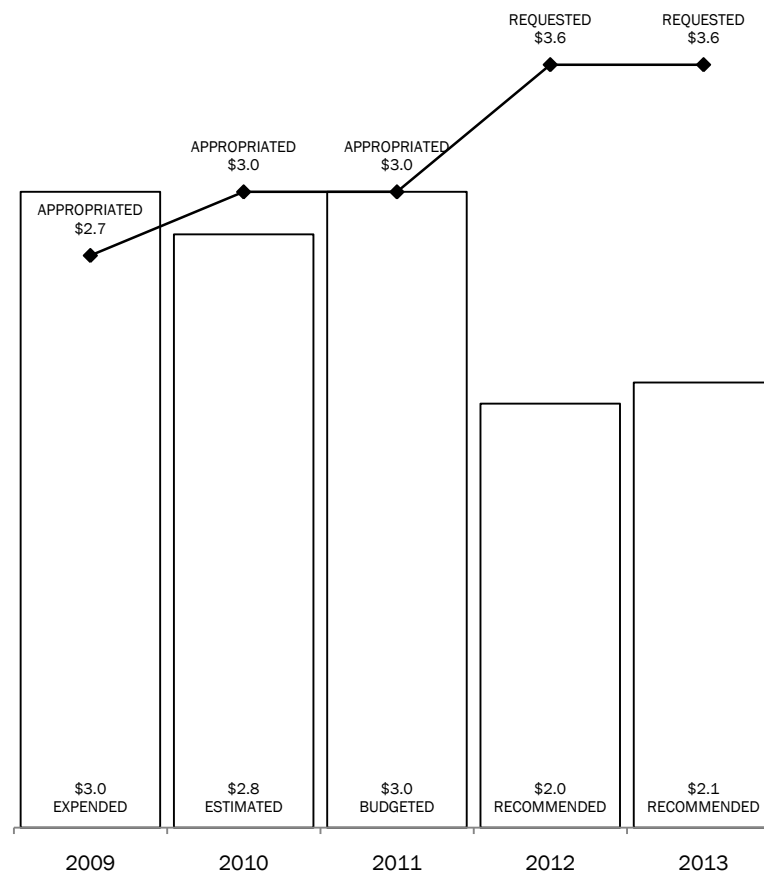 REQUESTED
$3.6
REQUESTED
$3.6
APPROPRIATED
$3.0
APPROPRIATED
$3.0
APPROPRIATED
$2.7
$3.0
EXPENDED
$2.8
ESTIMATED
$3.0
BUDGETED
$2.0
RECOMMENDED
$2.1
RECOMMENDED
2009
2010
2011
2012
2013